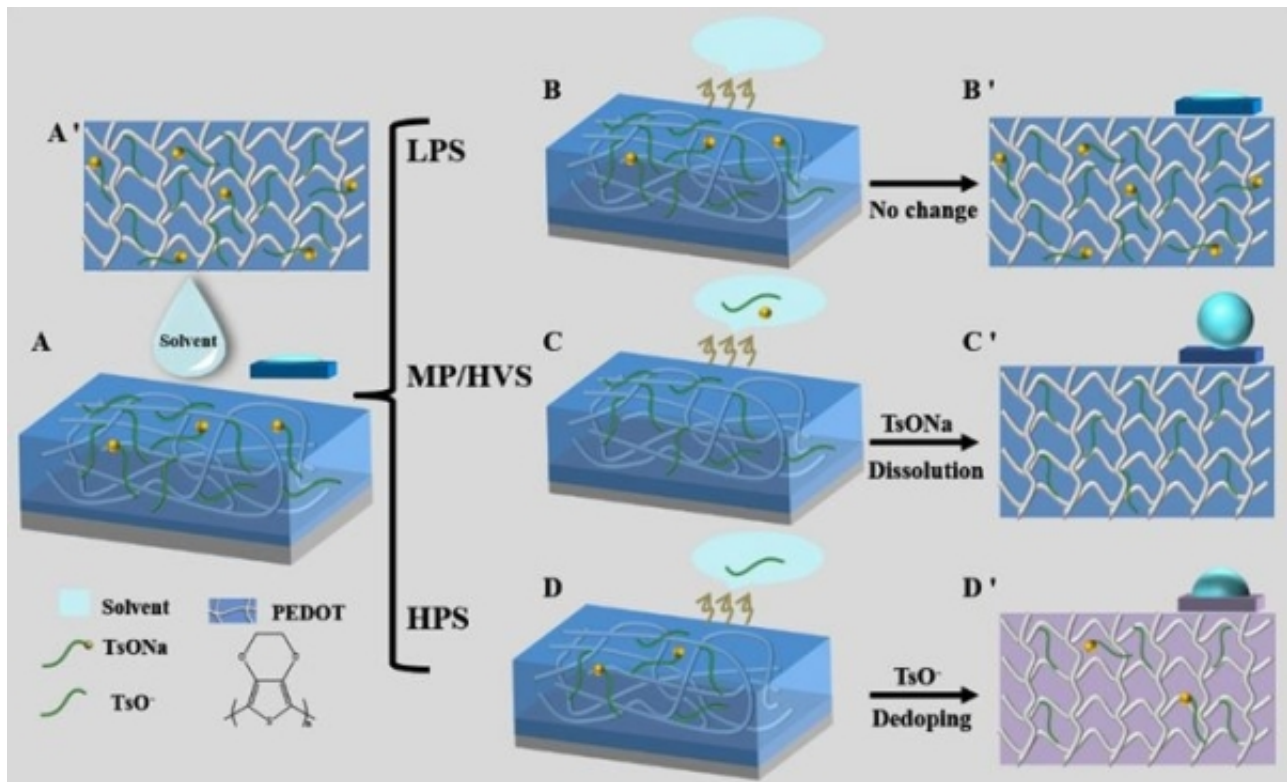 A '
LPS
B
No change
B '
Solvent
A
MP/HVS
C
TsONa
Dissolution
C '
Solvent
PEDOT
TsONa
TsO-
O
O
S
n
HPS
D
TsO-
Dedoping
D '